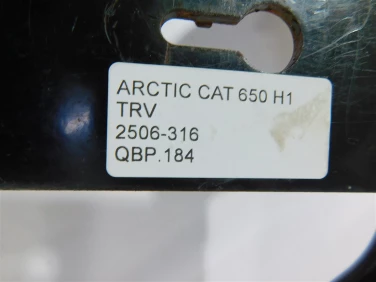 ARCTIC CAT 650 H1
TRV
2506-316
QBP.184